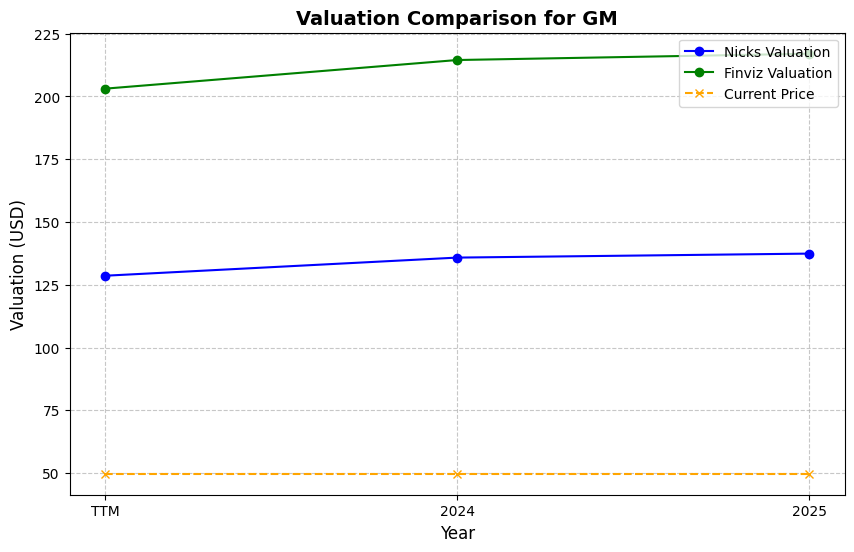 Valuation Comparison for GM
225
200
175
150
125
100
75
50
Valuation (USD)
Nicks Valuation
Finviz Valuation
Current Price
TTM
2024
2025
Year